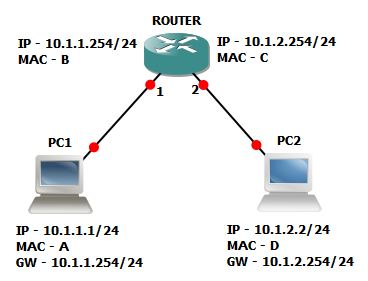 ROUTER
IP - 10.1.1.254/24
MAC - B
IP - 10.1.2.254/24
MAC - C
1
2
PC1
PC2
IP - 10.1.1.1/24
MAC - A
GW - 10.1.1.254/24
IP - 10.1.2.2/24
MAC - D
GW - 10.1.2.254/24